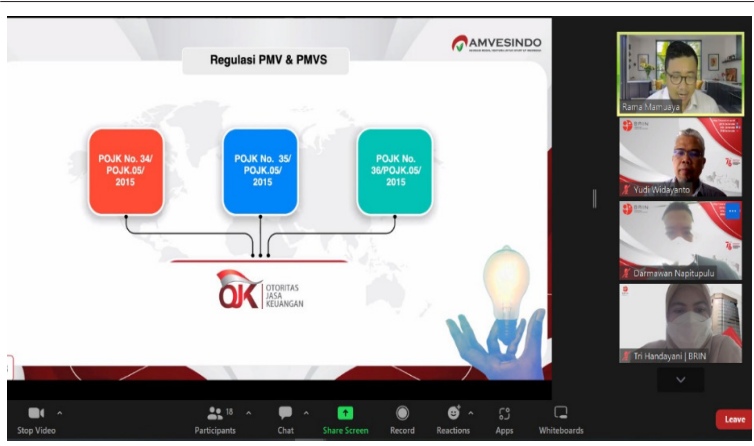 AMVESINDO
Regulasi PMV & PMVS
POJK No. 34/
POJK.05/
2015
POJK No. 35/
POJK.05/
2015
POJK No.
36/POJK.05/
2015
OJK
OTORITAS
JASA
KEUANGAN
Rama Mamuaya
Yudi Widayanto
Darmawan Napitupulu
Tri Handayani | BRIN
Stop Video
Participants
18
Chat
Share Screen
Record
Reactions
Apps
Whiteboards
Leave